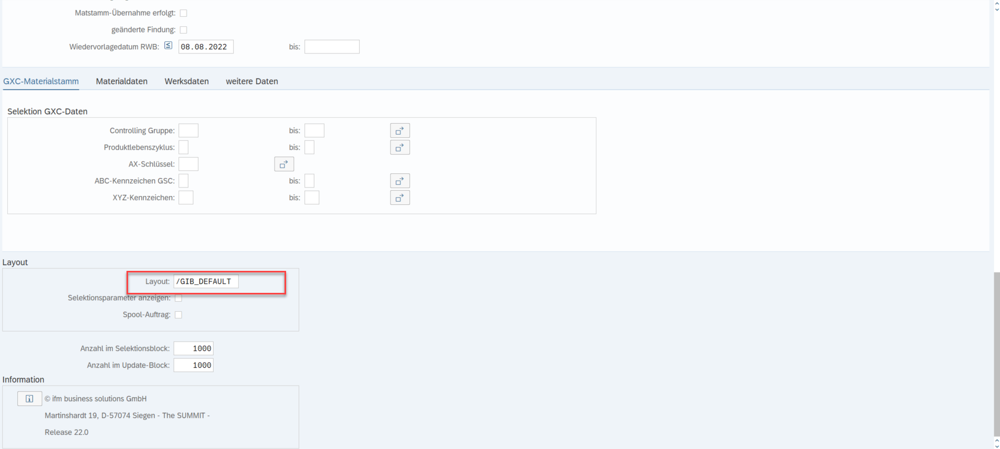 Matstamm-Übernahme erfolgt:
geänderte Findung:
Wiedervorlagedatum RWB: ≤ 08.08.2022 bis:
GXC-Materialstamm Materialdaten Werksdaten weitere Daten
Selektion GXC-Daten
Controlling Gruppe: bis:
Produktlebenszyklus: bis:
AX-Schlüssel:
ABC-Kennzeichen GSC: bis:
XYZ-Kennzeichen: bis:
Layout
Layout: /GIB_DEFAULT
Selektionsparameter anzeigen:
Spool-Auftrag:
Anzahl im Selektionsblock: 1000
Anzahl im Update-Block: 1000
Information
© ifm business solutions GmbH
Martinshardt 19, D-57074 Siegen - The SUMMIT -
Release 22.0